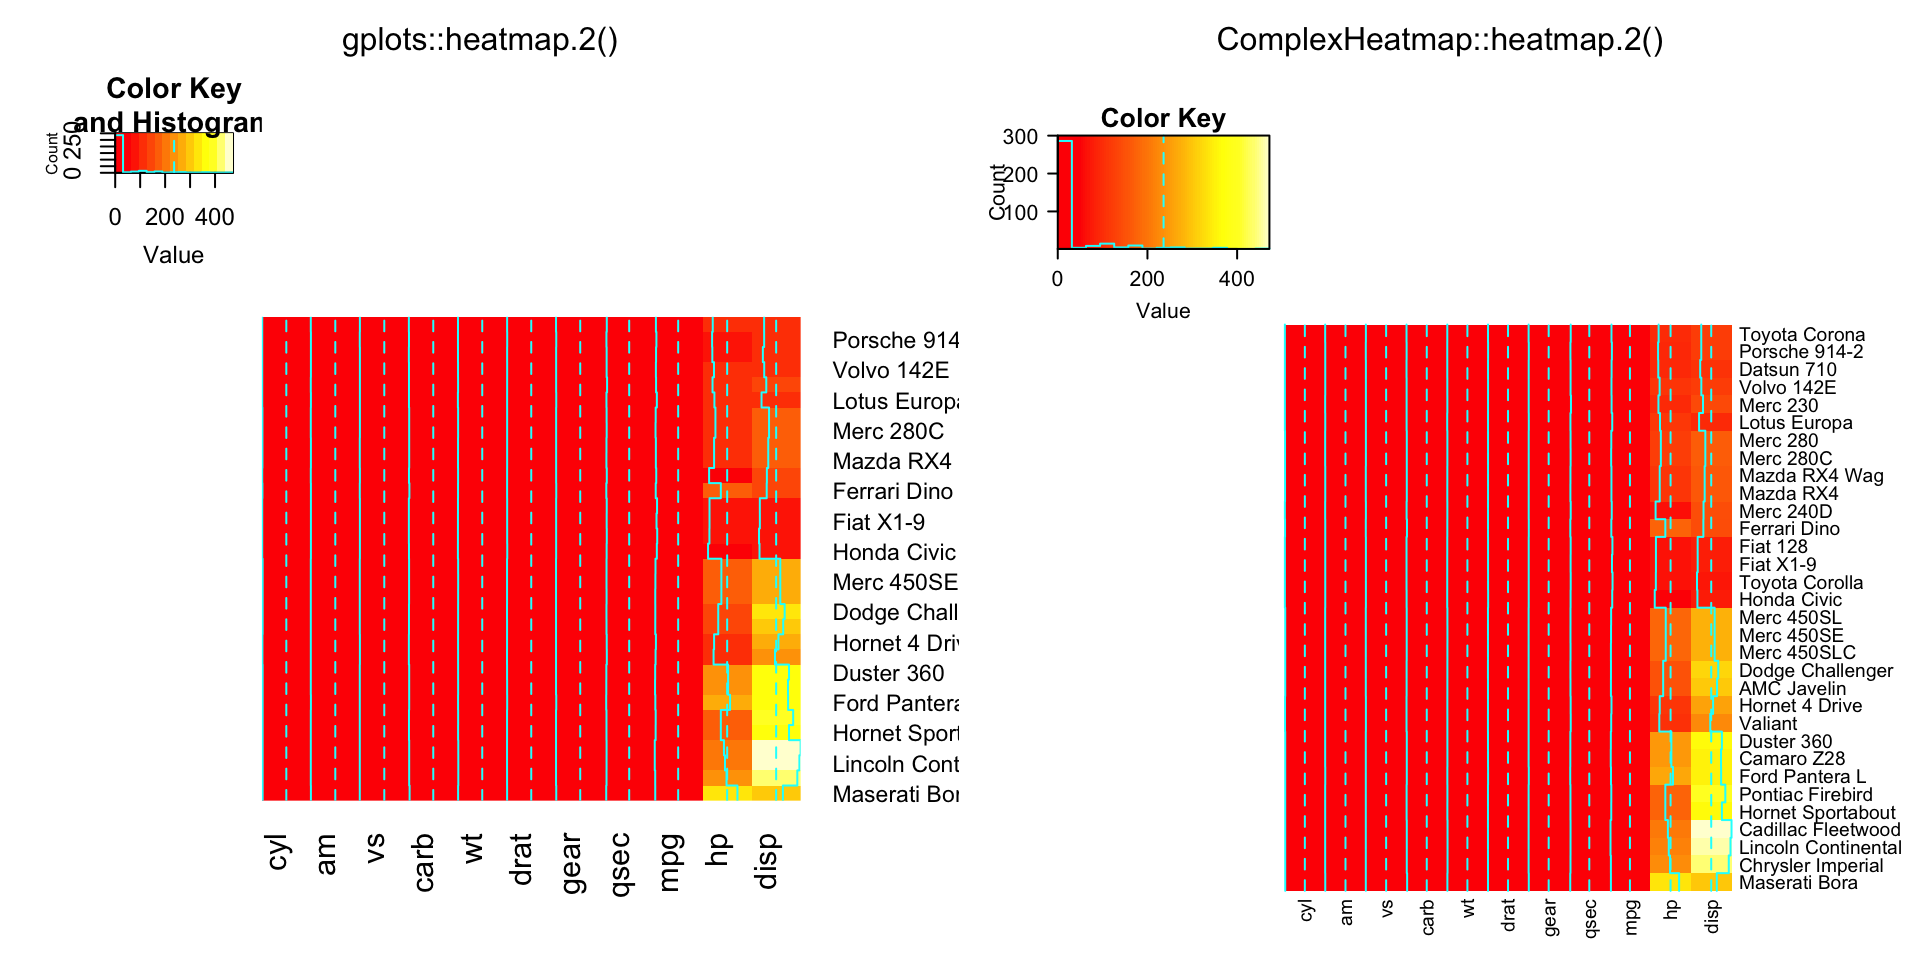 gplots::heatmap.2()
Color Key
and Histogram
Count
0 250
0 200 400
Value
Porsche 914
Volvo 142E
Lotus Europa
Merc 280C
Mazda RX4
Ferrari Dino
Fiat X1-9
Honda Civic
Merc 450SE
Dodge Chall
Hornet 4 Driv
Duster 360
Ford Pantera
Hornet Sport
Lincoln Cont
Maserati Bor
cyl am vs carb wt drat gear qsec mpg hp disp
ComplexHeatmap::heatmap.2()
Color Key
300
200
100
Count
0 200 400
Value
Toyota Corona
Porsche 914-2
Datsun 710
Volvo 142E
Merc 230
Lotus Europa
Merc 280
Merc 280C
Mazda RX4 Wag
Mazda RX4
Merc 240D
Ferrari Dino
Fiat 128
Fiat X1-9
Toyota Corolla
Honda Civic
Merc 450SL
Merc 450SE
Merc 450SLC
Dodge Challenger
AMC Javelin
Hornet 4 Drive
Valiant
Duster 360
Camaro Z28
Ford Pantera L
Pontiac Firebird
Hornet Sportabout
Cadillac Fleetwood
Lincoln Continental
Chrysler Imperial
Maserati Bora
cyl am vs carb wt drat gear qsec mpg hp disp